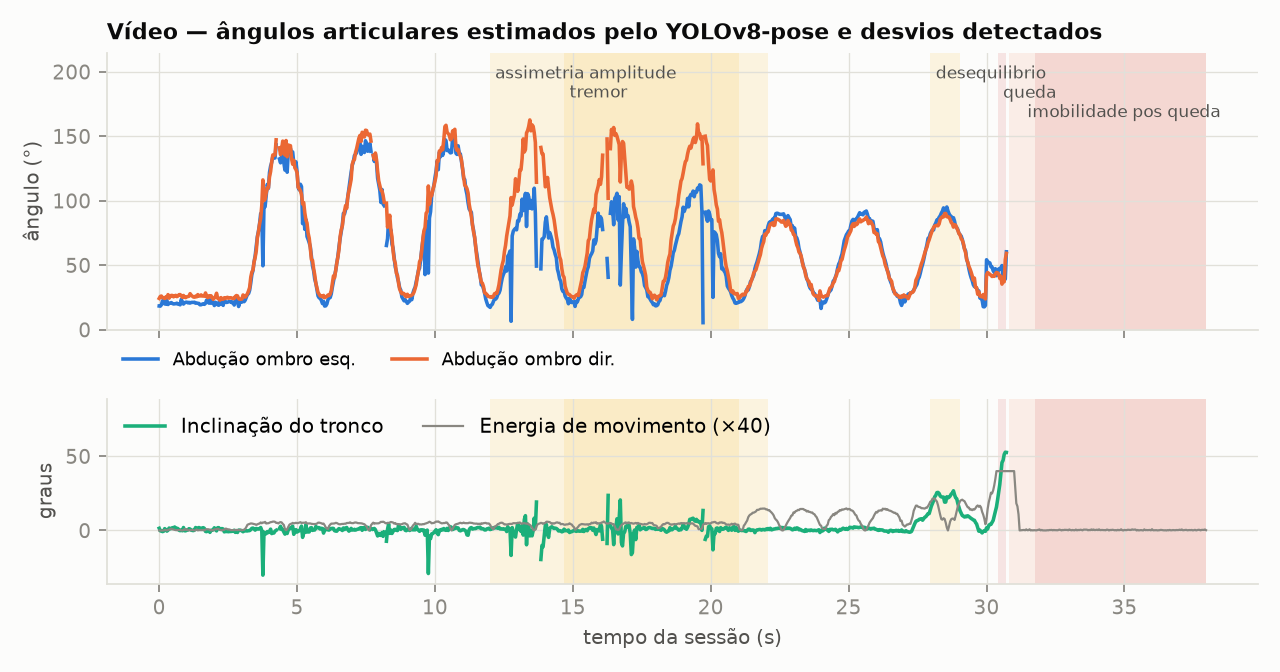 Vídeo — ângulos articulares estimados pelo YOLOv8-pose e desvios detectados
ângulo (°)
200
150
100
50
0
assimetria amplitude
tremor
desequilibrio
queda
imobilidade pos queda
Abdução ombro esq.
Abdução ombro dir.
graus
50
0
Inclinação do tronco
Energia de movimento (×40)
0 5 10 15 20 25 30 35
tempo da sessão (s)